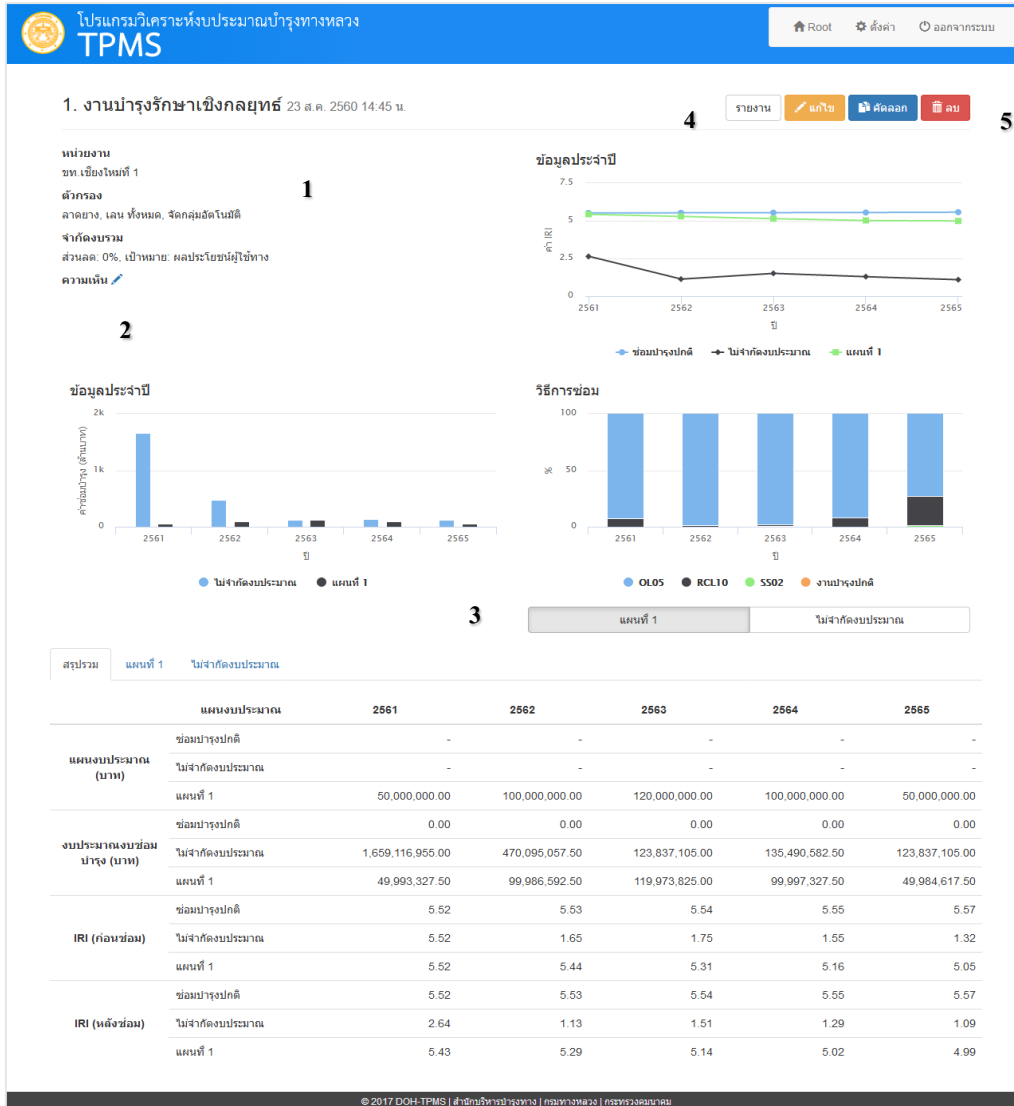 โปรแกรมวิเคราะห์งบประมาณบำรุงทางหลวง
TPMS
Root ตั้งค่า ออกจากระบบ
1. งานบำรุงรักษาเชิงกลยุทธ์ 23 ส.ค. 2560 14:45 น.
4 รายงาน แก้ไข คัดลอก ลบ 5
หน่วยงาน
ขท.เชียงใหม่ที่ 1
ตัวกรอง
ลาดยาง, เลน ทั้งหมด, จัดกลุ่มอัตโนมัติ
จำกัดงบรวม
ส่วนลด: 0%, เป้าหมาย: ผลประโยชน์ผู้ใช้ทาง
ความเห็น
1
2
ข้อมูลประจำปี
7.5
5
2.5
0
ค่า IRI
2561 2562 2563 2564 2565
ปี
ซ่อมบำรุงปกติ ไม่จำกัดงบประมาณ แผนที่ 1
ข้อมูลประจำปี
2k
1k
0
ค่าซ่อมบำรุง (ล้านบาท)
2561 2562 2563 2564 2565
ปี
ไม่จำกัดงบประมาณ แผนที่ 1
วิธีการซ่อม
100
50
0
%
2561 2562 2563 2564 2565
ปี
OL05 RCL10 SS02 งานบำรุงปกติ
3 แผนที่ 1 ไม่จำกัดงบประมาณ
สรุปรวม แผนที่ 1 ไม่จำกัดงบประมาณ
แผนงบประมาณ 2561 2562 2563 2564 2565
แผนงบประมาณ (บาท)
ซ่อมบำรุงปกติ - - - - -
ไม่จำกัดงบประมาณ - - - - -
แผนที่ 1 50,000,000.00 100,000,000.00 120,000,000.00 100,000,000.00 50,000,000.00
งบประมาณงบซ่อมบำรุง (บาท)
ซ่อมบำรุงปกติ 0.00 0.00 0.00 0.00 0.00
ไม่จำกัดงบประมาณ 1,659,116,955.00 470,095,057.50 123,837,105.00 135,490,582.50 123,837,105.00
แผนที่ 1 49,993,327.50 99,986,592.50 119,973,825.00 99,997,327.50 49,984,617.50
IRI (ก่อนซ่อม)
ซ่อมบำรุงปกติ 5.52 5.53 5.54 5.55 5.57
ไม่จำกัดงบประมาณ 5.52 1.65 1.75 1.55 1.32
แผนที่ 1 5.52 5.44 5.31 5.16 5.05
IRI (หลังซ่อม)
ซ่อมบำรุงปกติ 5.52 5.53 5.54 5.55 5.57
ไม่จำกัดงบประมาณ 2.64 1.13 1.51 1.29 1.09
แผนที่ 1 5.43 5.29 5.14 5.02 4.99
© 2017 DOH-TPMS | สำนักบริหารบำรุงทาง | กรมทางหลวง | กระทรวงคมนาคม